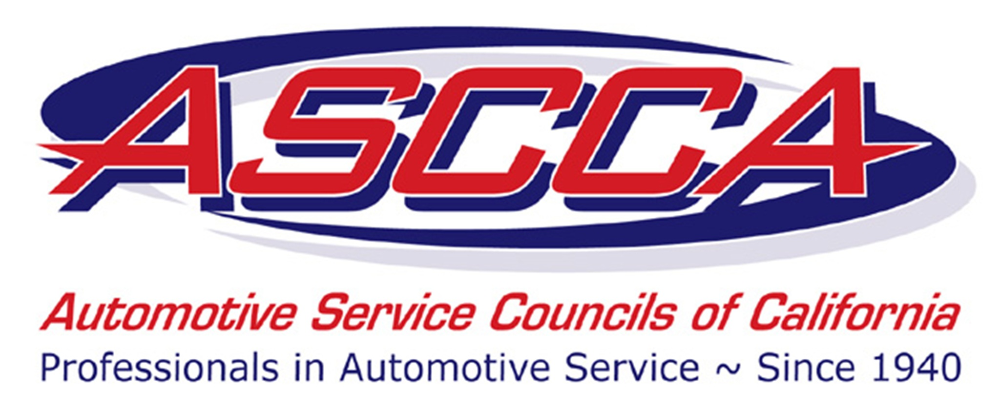 ASCCA
Automotive Service Councils of California
Professionals in Automotive Service ~ Since 1940